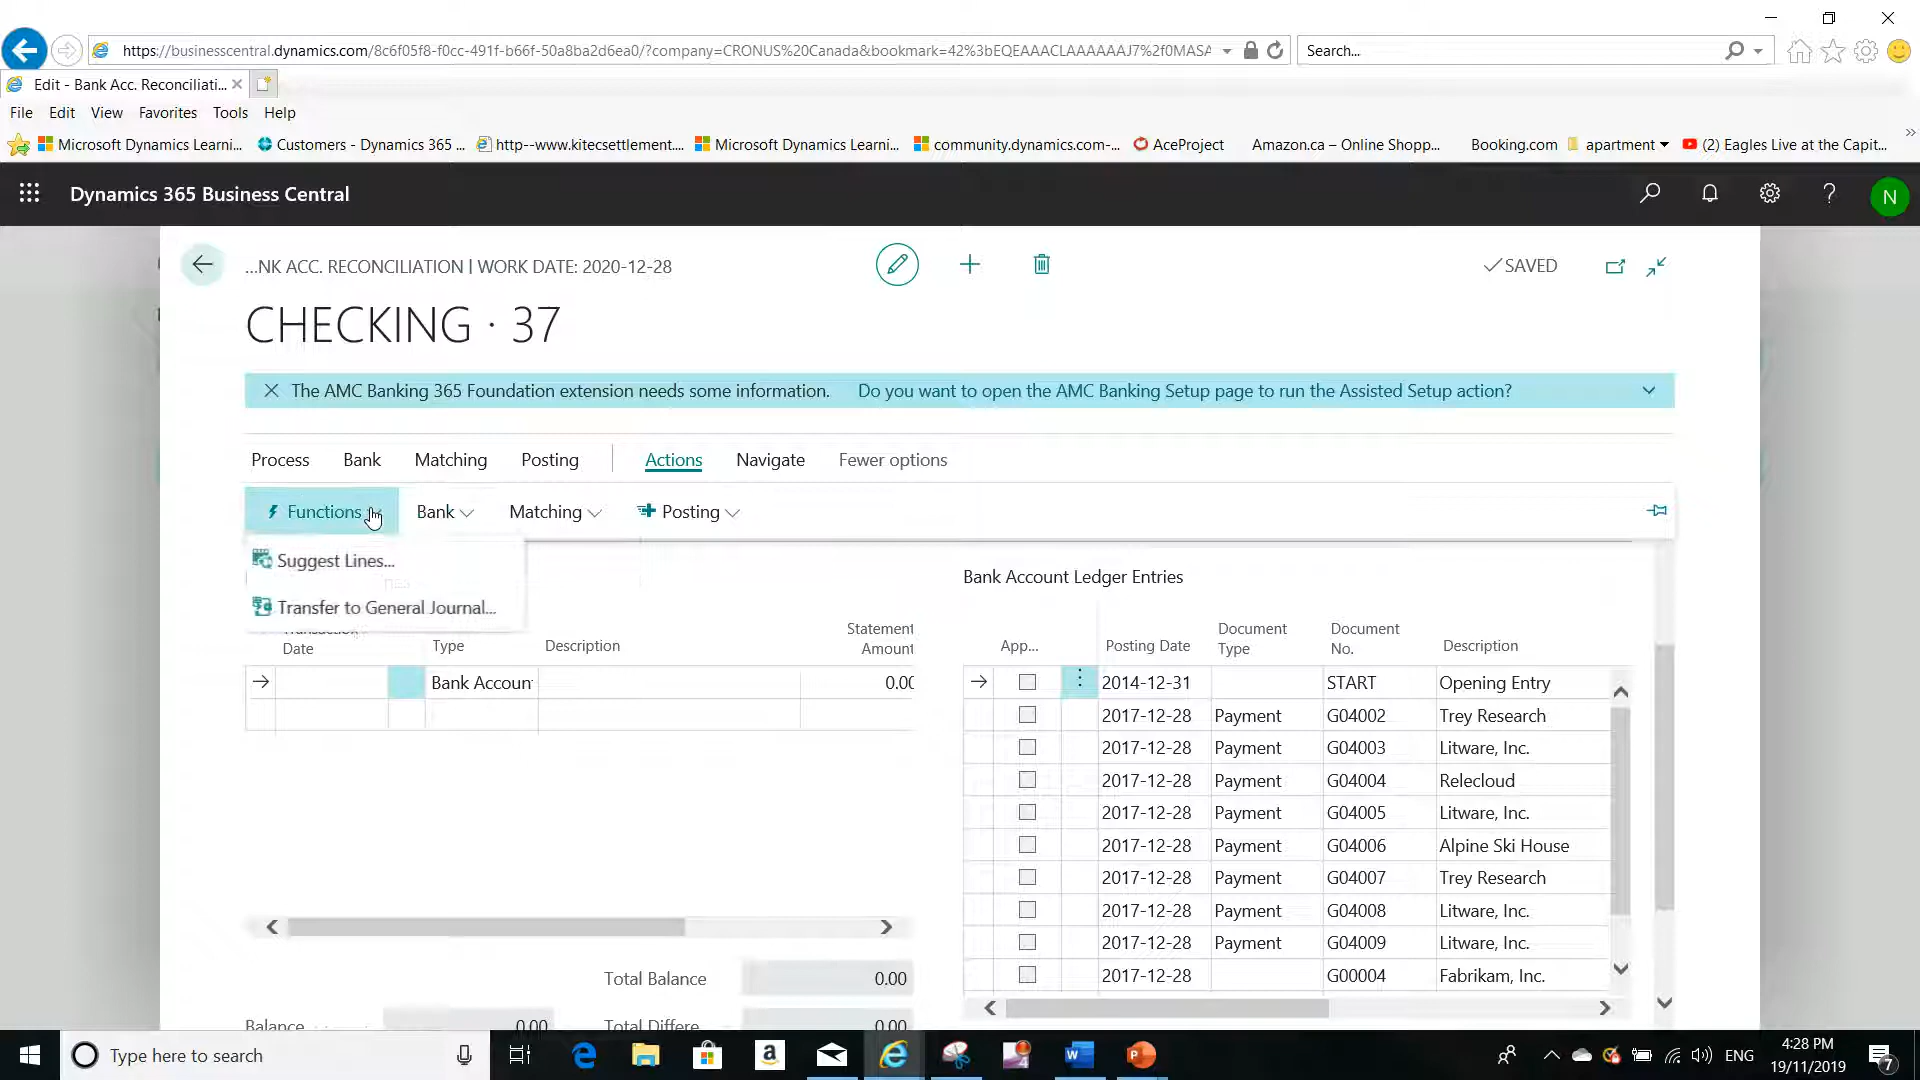 https://businesscentral.dynamics.com/8c6f05f8-f0cc-491f-b66f-50a8ba2d6ea0/?company=CRONUS%20Canada&bookmark=42%3bEQEAAACLAAAAAAJ7%2f0MASA
Search...
Edit - Bank Acc. Reconciliati...
File Edit View Favorites Tools Help
Microsoft Dynamics Learni... Customers - Dynamics 365 ... http--www.kitecsettlement.... Microsoft Dynamics Learni... community.dynamics.com-... AceProject Amazon.ca – Online Shopp... Booking.com apartment (2) Eagles Live at the Capit...
Dynamics 365 Business Central
N
...NK ACC. RECONCILIATION | WORK DATE: 2020-12-28
SAVED
CHECKING · 37
The AMC Banking 365 Foundation extension needs some information. Do you want to open the AMC Banking Setup page to run the Assisted Setup action?
Process Bank Matching Posting Actions Navigate Fewer options
Functions Bank Matching Posting
Suggest Lines...
Transfer to General Journal...
Bank Account Ledger Entries
Transaction Date Type Description Statement Amount
App... Posting Date Document Type Document No. Description
Bank Accoun 0.00
2014-12-31 START Opening Entry
2017-12-28 Payment G04002 Trey Research
2017-12-28 Payment G04003 Litware, Inc.
2017-12-28 Payment G04004 Relecloud
2017-12-28 Payment G04005 Litware, Inc.
2017-12-28 Payment G04006 Alpine Ski House
2017-12-28 Payment G04007 Trey Research
2017-12-28 Payment G04008 Litware, Inc.
2017-12-28 Payment G04009 Litware, Inc.
2017-12-28 G00004 Fabrikam, Inc.
Total Balance 0.00
Balance 0.00 Total Differe 0.00
Type here to search
ENG
4:28 PM
19/11/2019
7